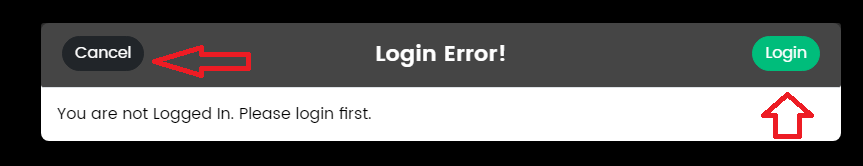 Cancel Login Error! Login
You are not Logged In. Please login first.